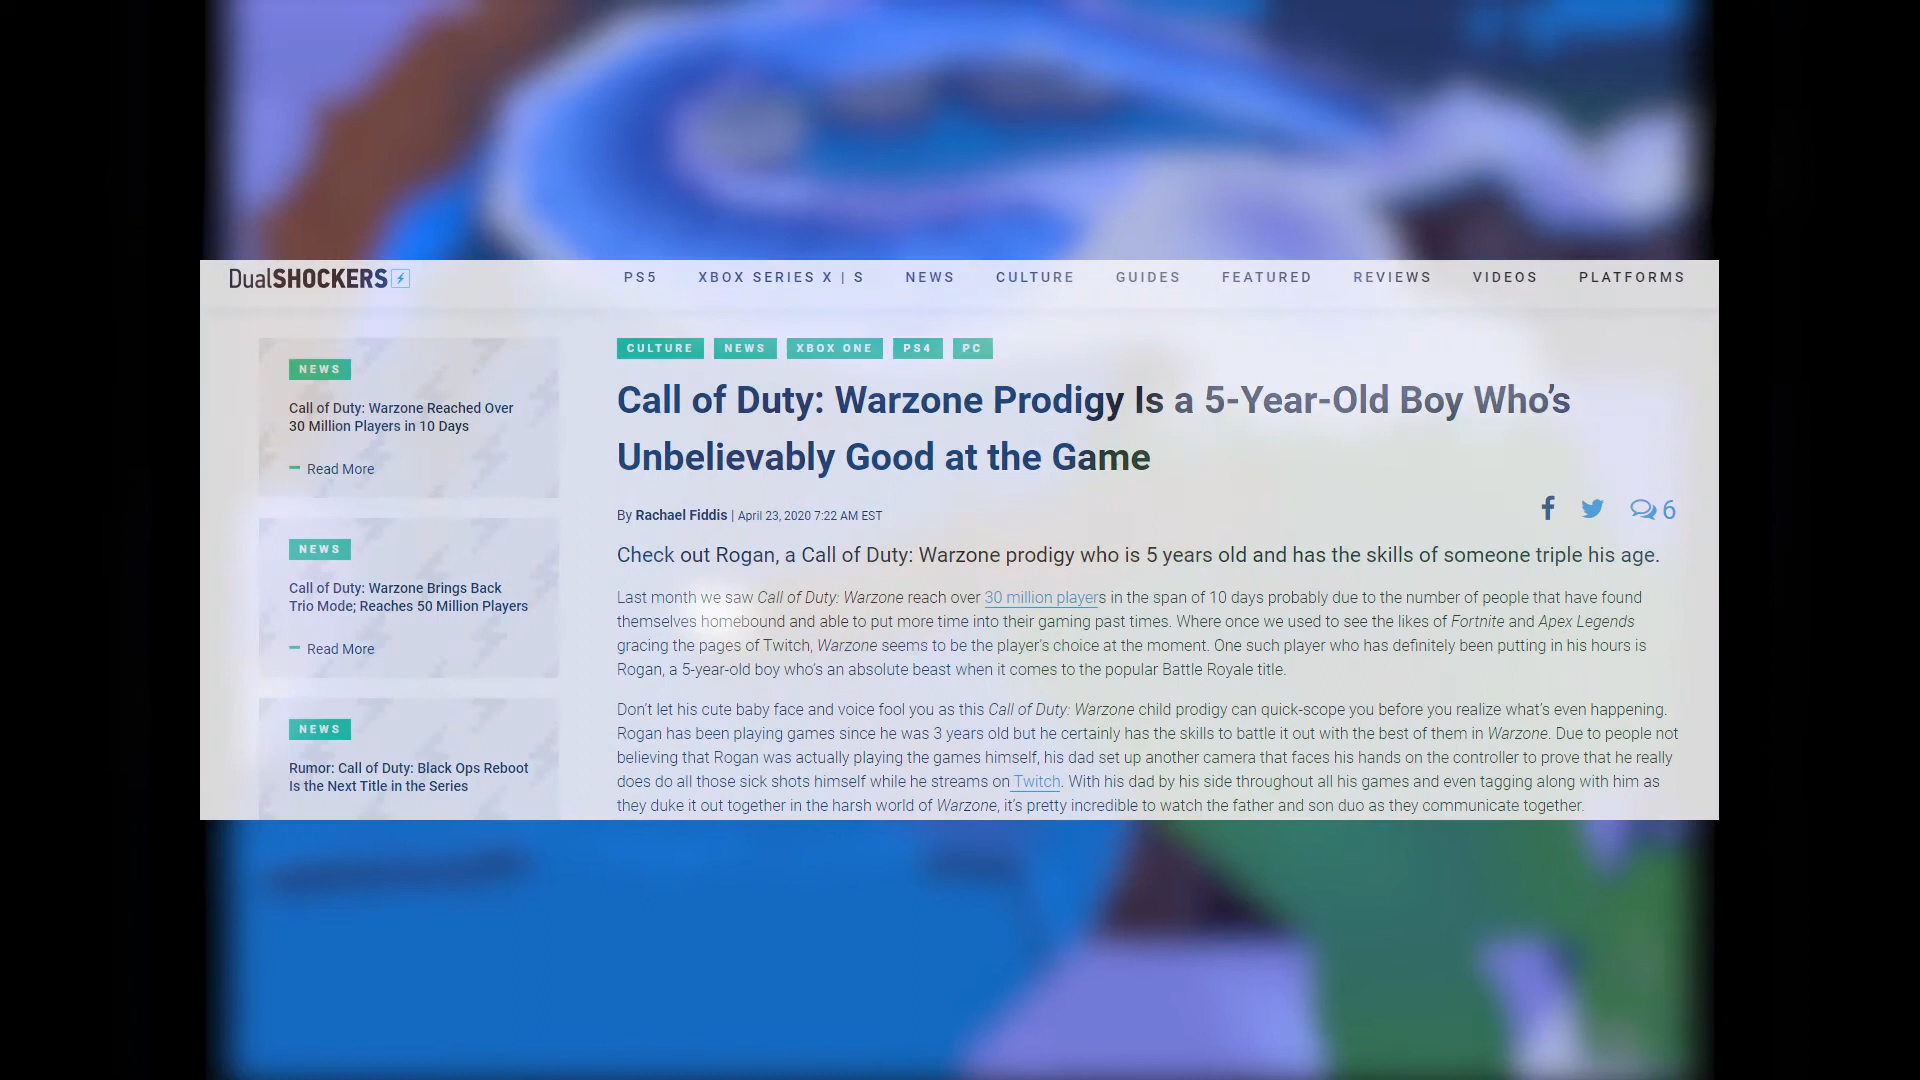 DualSHOCKERS
PS5 XBOX SERIES X | S NEWS CULTURE GUIDES FEATURED REVIEWS VIDEOS PLATFORMS
NEWS
Call of Duty: Warzone Reached Over
30 Million Players in 10 Days
Read More
NEWS
Call of Duty: Warzone Brings Back
Trio Mode; Reaches 50 Million Players
Read More
NEWS
Rumor: Call of Duty: Black Ops Reboot
Is the Next Title in the Series
CULTURE NEWS XBOX ONE PS4 PC
Call of Duty: Warzone Prodigy Is a 5-Year-Old Boy Who’s
Unbelievably Good at the Game
By Rachael Fiddis | April 23, 2020 7:22 AM EST
6
Check out Rogan, a Call of Duty: Warzone prodigy who is 5 years old and has the skills of someone triple his age.
Last month we saw Call of Duty: Warzone reach over 30 million players in the span of 10 days probably due to the number of people that have found
themselves homebound and able to put more time into their gaming past times. Where once we used to see the likes of Fortnite and Apex Legends
gracing the pages of Twitch, Warzone seems to be the player’s choice at the moment. One such player who has definitely been putting in his hours is
Rogan, a 5-year-old boy who’s an absolute beast when it comes to the popular Battle Royale title.
Don’t let his cute baby face and voice fool you as this Call of Duty: Warzone child prodigy can quick-scope you before you realize what’s even happening.
Rogan has been playing games since he was 3 years old but he certainly has the skills to battle it out with the best of them in Warzone. Due to people not
believing that Rogan was actually playing the games himself, his dad set up another camera that faces his hands on the controller to prove that he really
does do all those sick shots himself while he streams on Twitch. With his dad by his side throughout all his games and even tagging along with him as
they duke it out together in the harsh world of Warzone, it’s pretty incredible to watch the father and son duo as they communicate together.